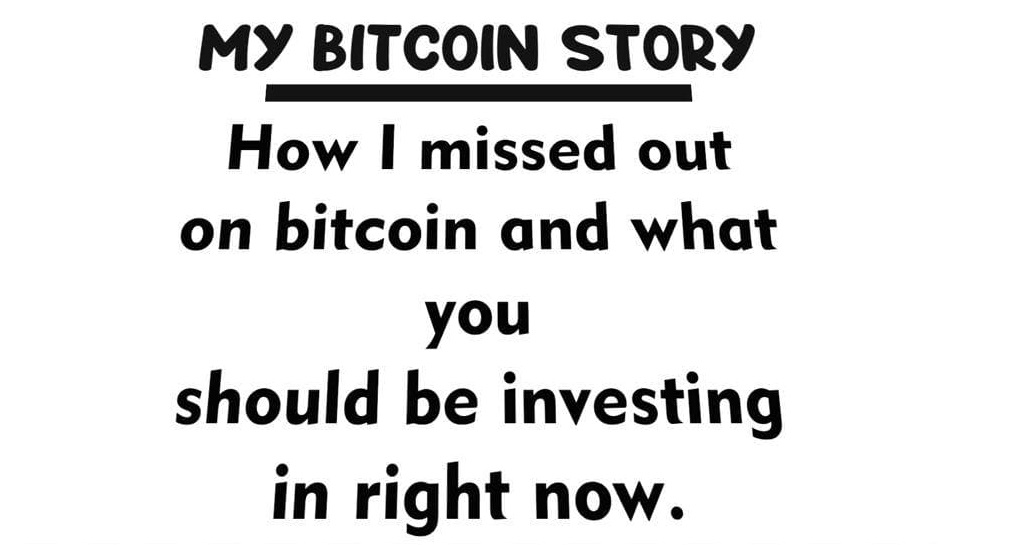 MY BITCOIN STORY
How I missed out
on bitcoin and what
you
should be investing
in right now.